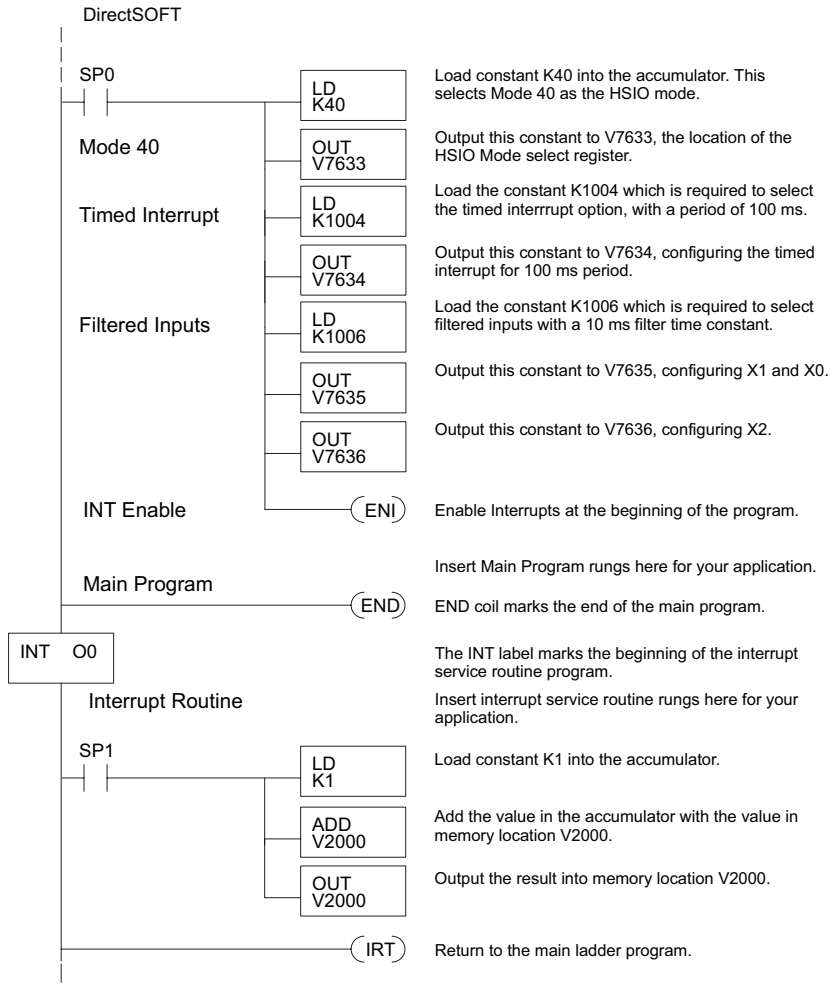 DirectSOFT
SP0
LD
K40
Load constant K40 into the accumulator. This
selects Mode 40 as the HSIO mode.
Mode 40
OUT
V7633
Output this constant to V7633, the location of the
HSIO Mode select register.
Timed Interrupt
LD
K1004
Load the constant K1004 which is required to select
the timed interrrupt option, with a period of 100 ms.
OUT
V7634
Output this constant to V7634, configuring the timed
interrupt for 100 ms period.
Filtered Inputs
LD
K1006
Load the constant K1006 which is required to select
filtered inputs with a 10 ms filter time constant.
OUT
V7635
Output this constant to V7635, configuring X1 and X0.
OUT
V7636
Output this constant to V7636, configuring X2.
INT Enable
ENI
Enable Interrupts at the beginning of the program.
Insert Main Program rungs here for your application.
Main Program
END
END coil marks the end of the main program.
INT O0
The INT label marks the beginning of the interrupt
service routine program.
Interrupt Routine
Insert interrupt service routine rungs here for your
application.
SP1
LD
K1
Load constant K1 into the accumulator.
ADD
V2000
Add the value in the accumulator with the value in
memory location V2000.
OUT
V2000
Output the result into memory location V2000.
IRT
Return to the main ladder program.